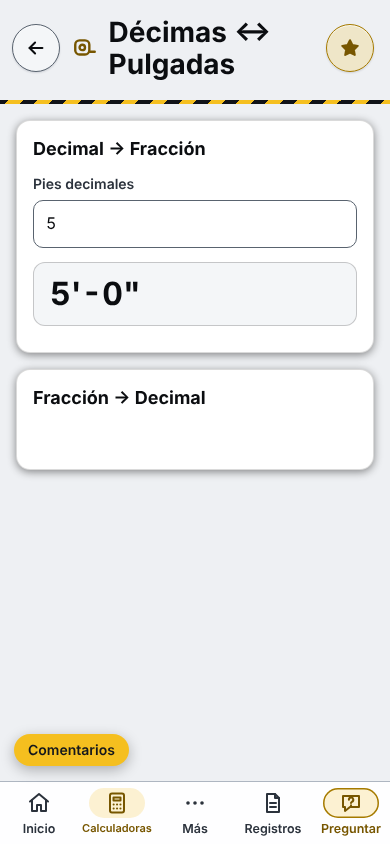 Décimas ↔
Pulgadas
Decimal → Fracción
Pies decimales
5
5'-0"
Fracción → Decimal
Comentarios
Inicio
Calculadoras
Más
Registros
Preguntar